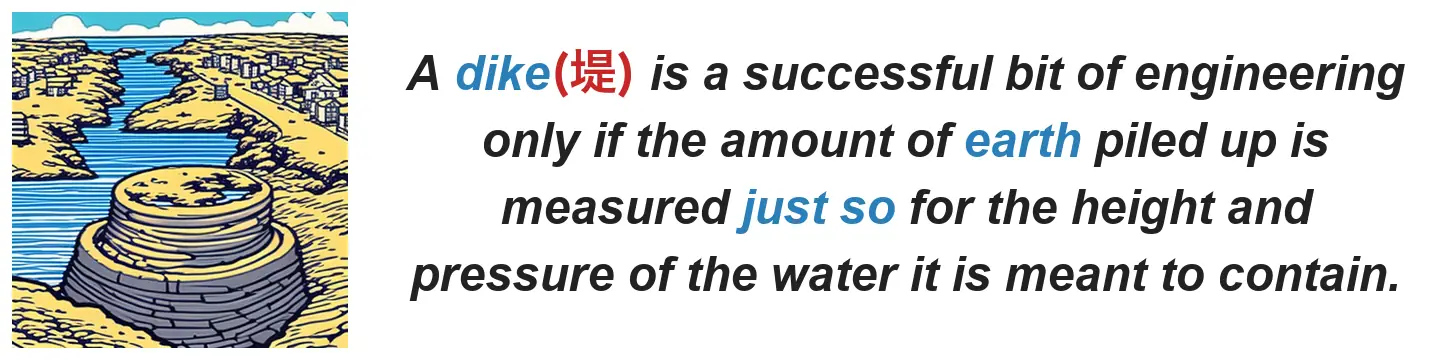 A dike(堤) is a successful bit of engineering
only if the amount of earth piled up is
measured just so for the height and
pressure of the water it is meant to contain.